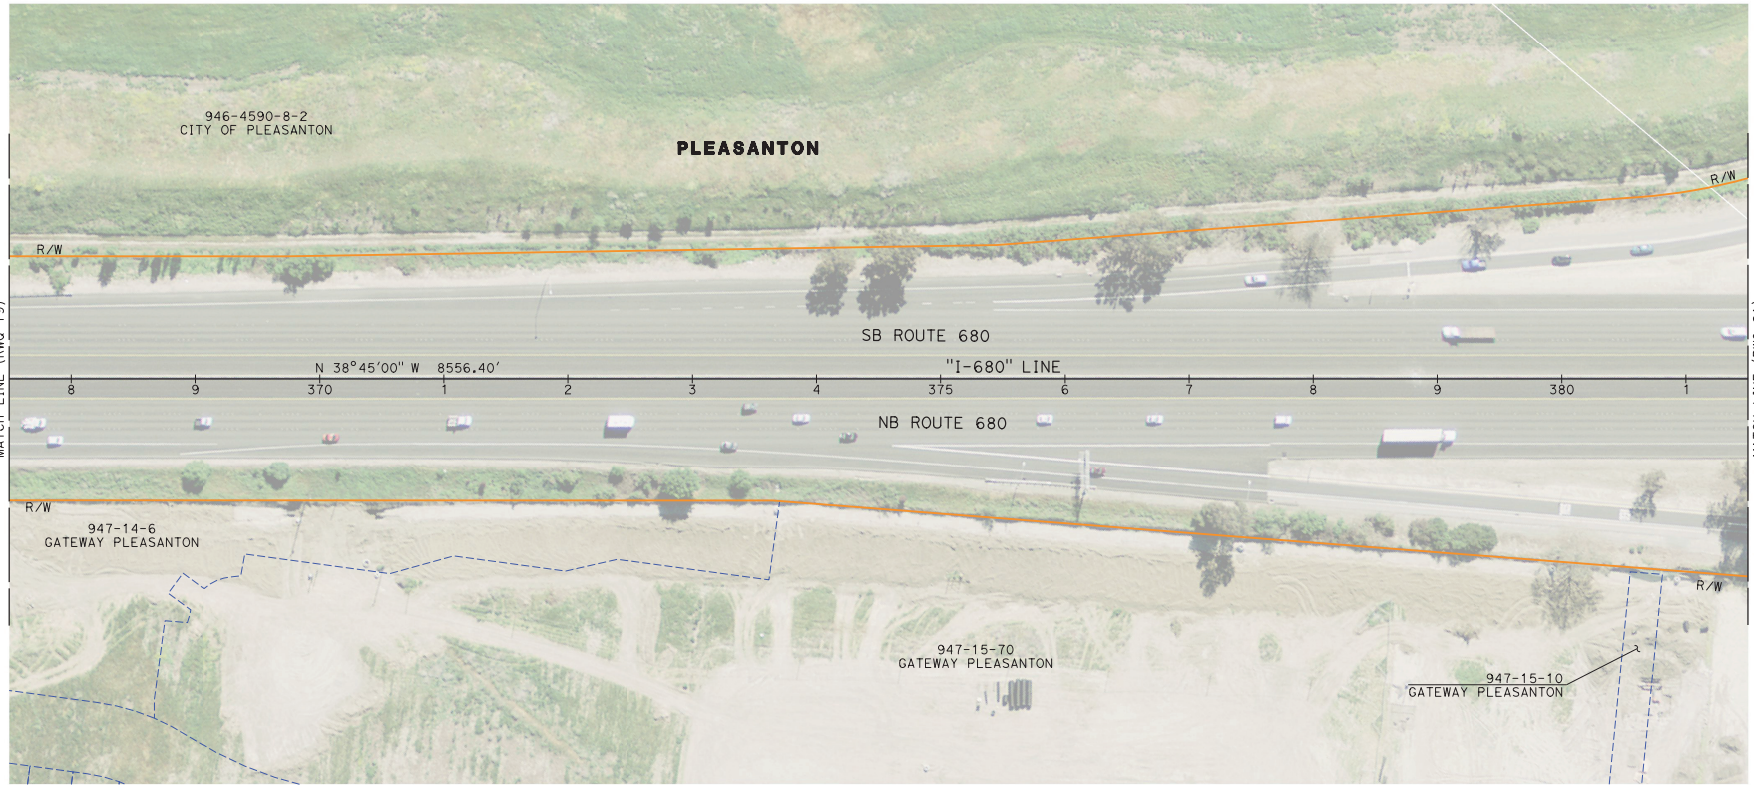 946-4590-8-2
CITY OF PLEASANTON
PLEASANTON
R/W
R/W
SB ROUTE 680
N 38°45'00" W 8556.40'
"I-680" LINE
8 9 370 1 2 3 4 375 6 7 8 9 380 1
NB ROUTE 680
R/W
947-14-6
GATEWAY PLEASANTON
R/W
947-15-70
GATEWAY PLEASANTON
947-15-10
GATEWAY PLEASANTON